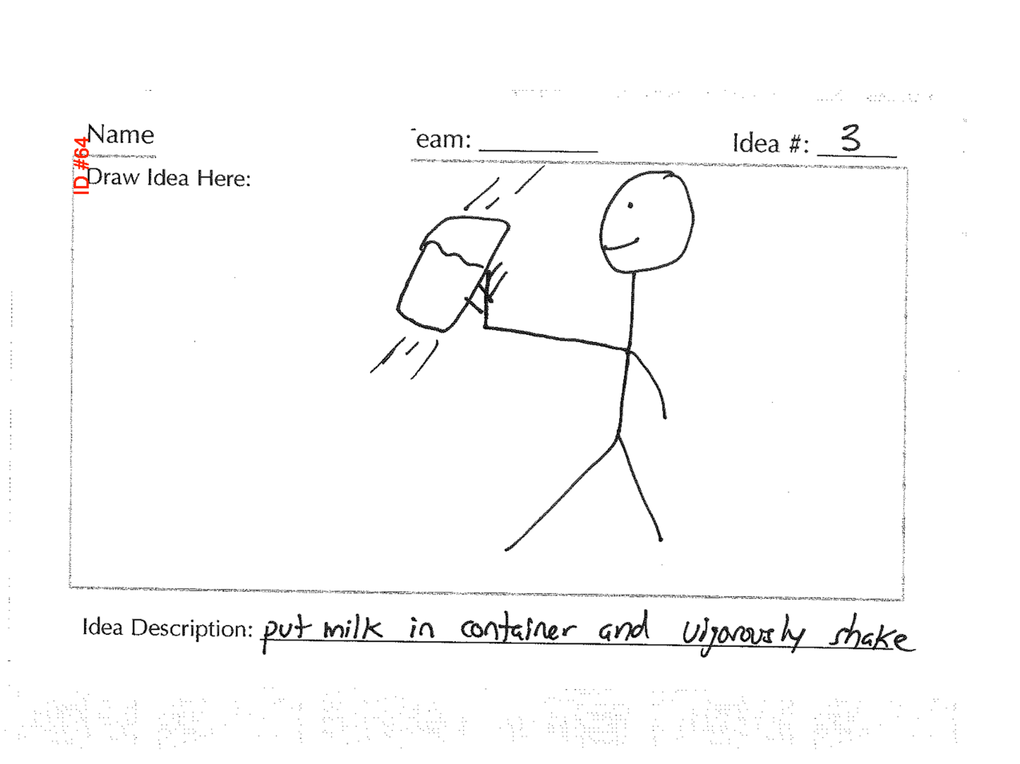 Name eam: Idea #: 3
ID #64
Draw Idea Here:
Idea Description: put milk in container and vigorously shake